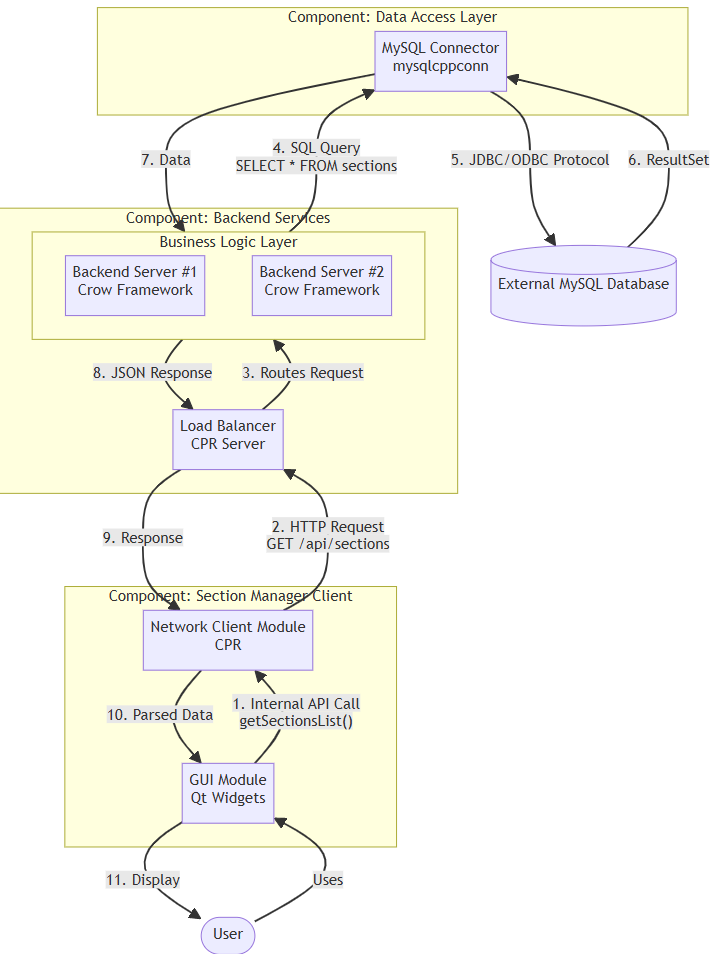 Component: Data Access Layer
MySQL Connector
mysqlcppconn
7. Data
4. SQL Query
SELECT * FROM sections
5. JDBC/ODBC Protocol
6. ResultSet
Component: Backend Services
Business Logic Layer
Backend Server #1
Crow Framework
Backend Server #2
Crow Framework
External MySQL Database
8. JSON Response
3. Routes Request
Load Balancer
CPR Server
9. Response
2. HTTP Request
GET /api/sections
Component: Section Manager Client
Network Client Module
CPR
10. Parsed Data
1. Internal API Call
getSectionsList()
GUI Module
Qt Widgets
11. Display
Uses
User